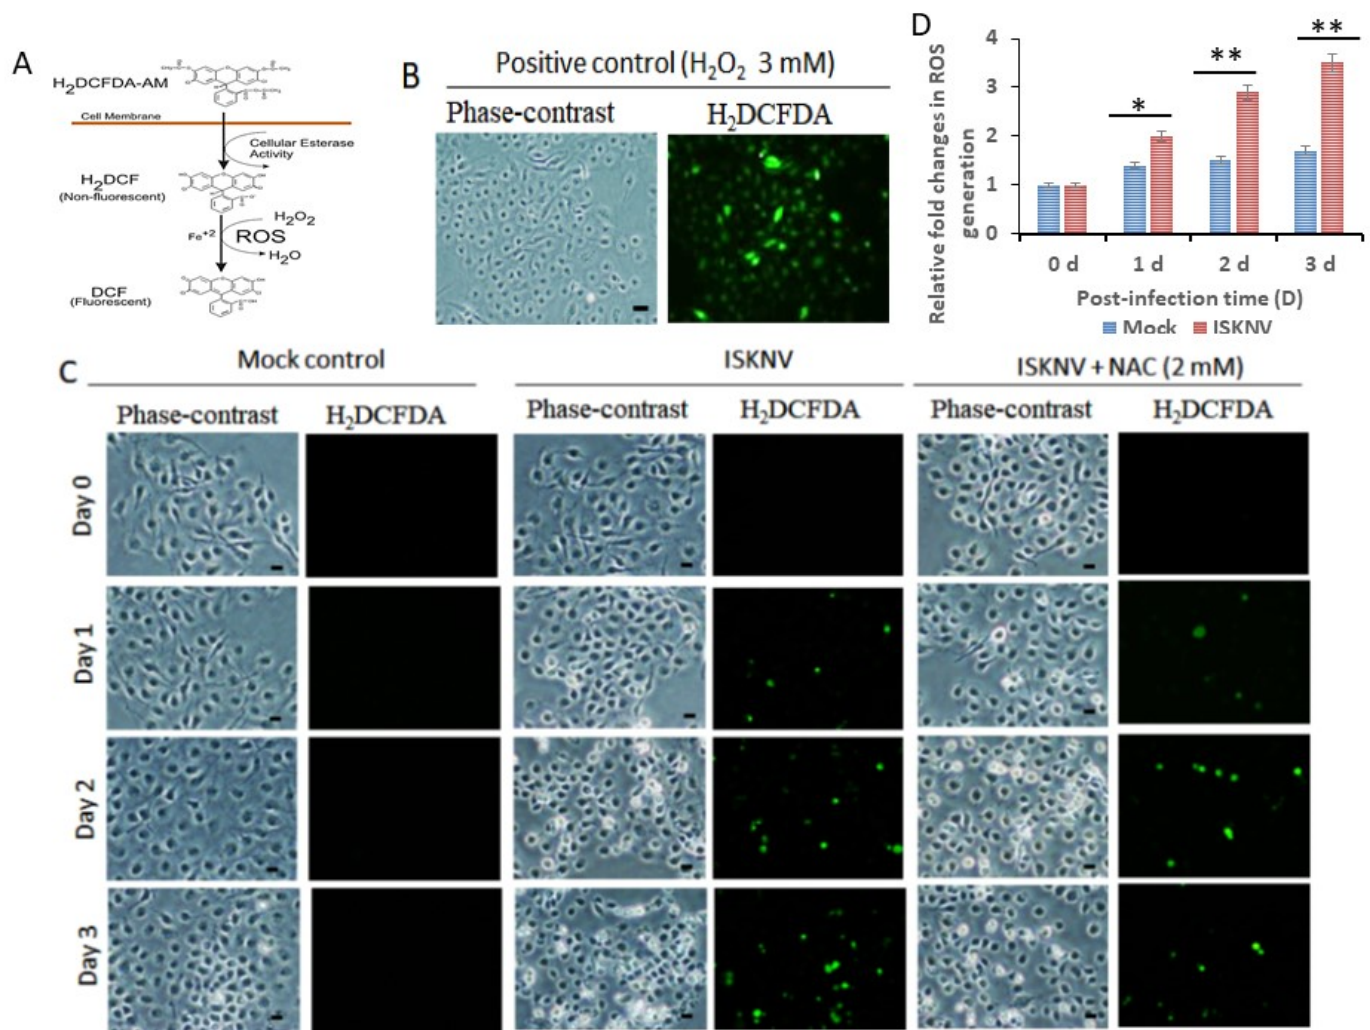 A
H₂DCFDA-AM
Cell Membrane
Cellular Esterase
Activity
H₂DCF
(Non-fluorescent)
H₂O₂
Fe⁺²
ROS
H₂O
DCF
(Fluorescent)
B
Positive control (H₂O₂ 3 mM)
Phase-contrast
H₂DCFDA
D
Relative fold changes in ROS
generation
4
3
2
1
0
*
**
**
0 d
1 d
2 d
3 d
Post-infection time (D)
Mock
ISKNV
C
Mock control
ISKNV
ISKNV + NAC (2 mM)
Phase-contrast
H₂DCFDA
Phase-contrast
H₂DCFDA
Phase-contrast
H₂DCFDA
Day 0
Day 1
Day 2
Day 3